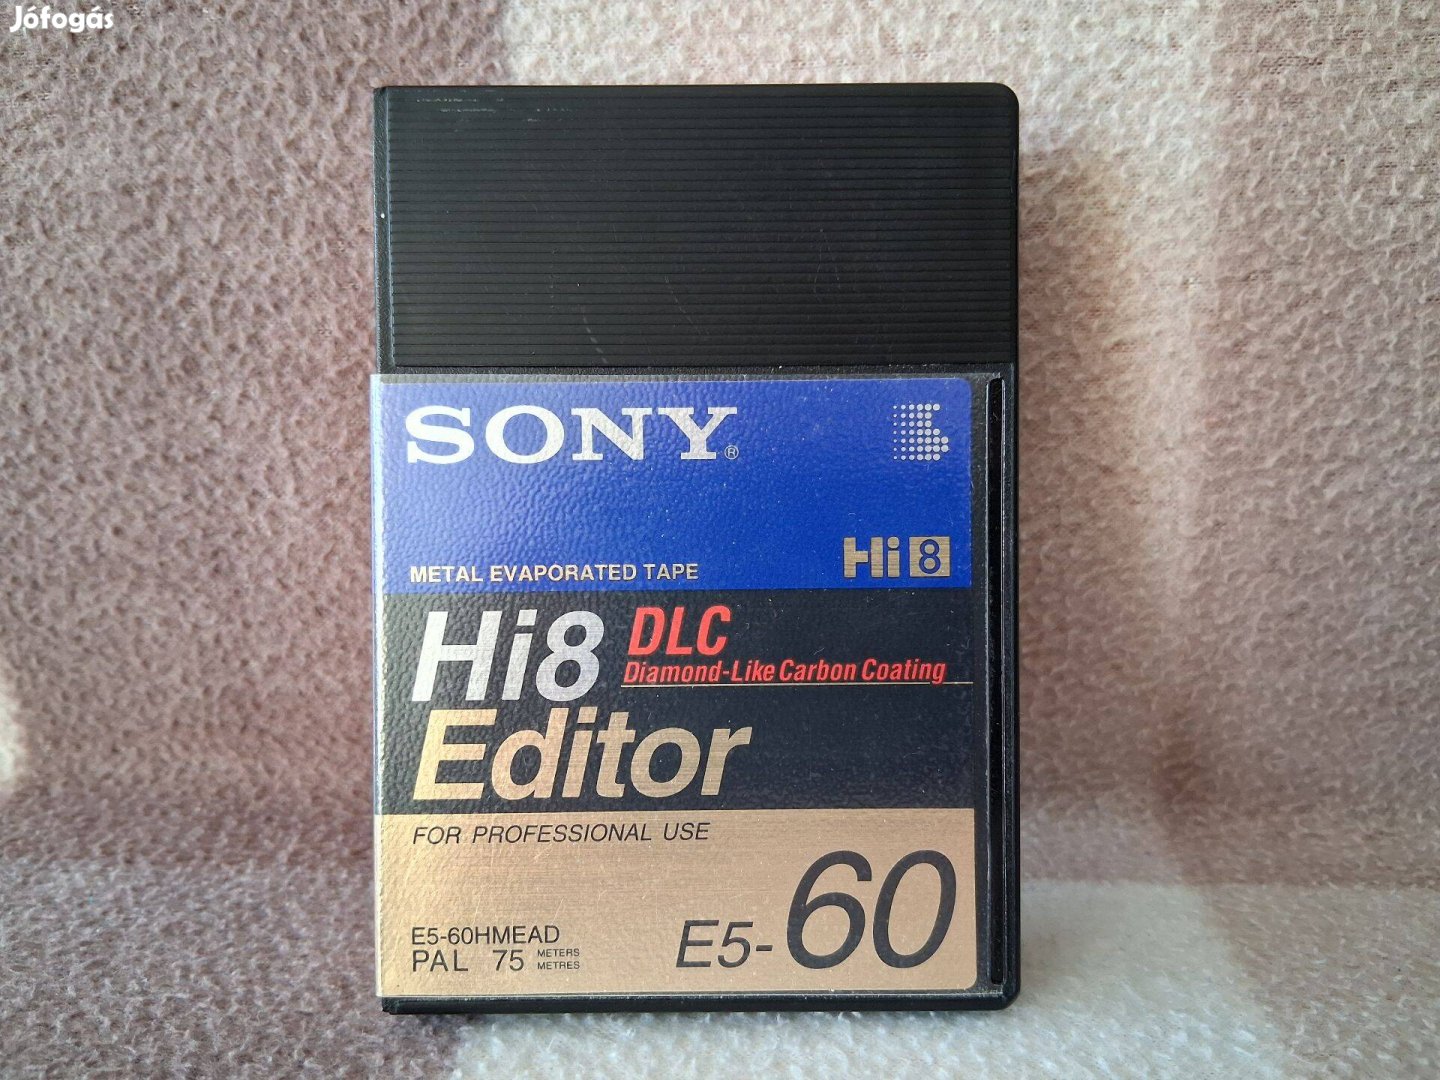 Jófogás
SONY®
Hi8
METAL EVAPORATED TAPE
Hi8 DLC
Diamond-Like Carbon Coating
Editor
FOR PROFESSIONAL USE
E5-60
E5-60HMEAD
PAL 75 METERS
METRES